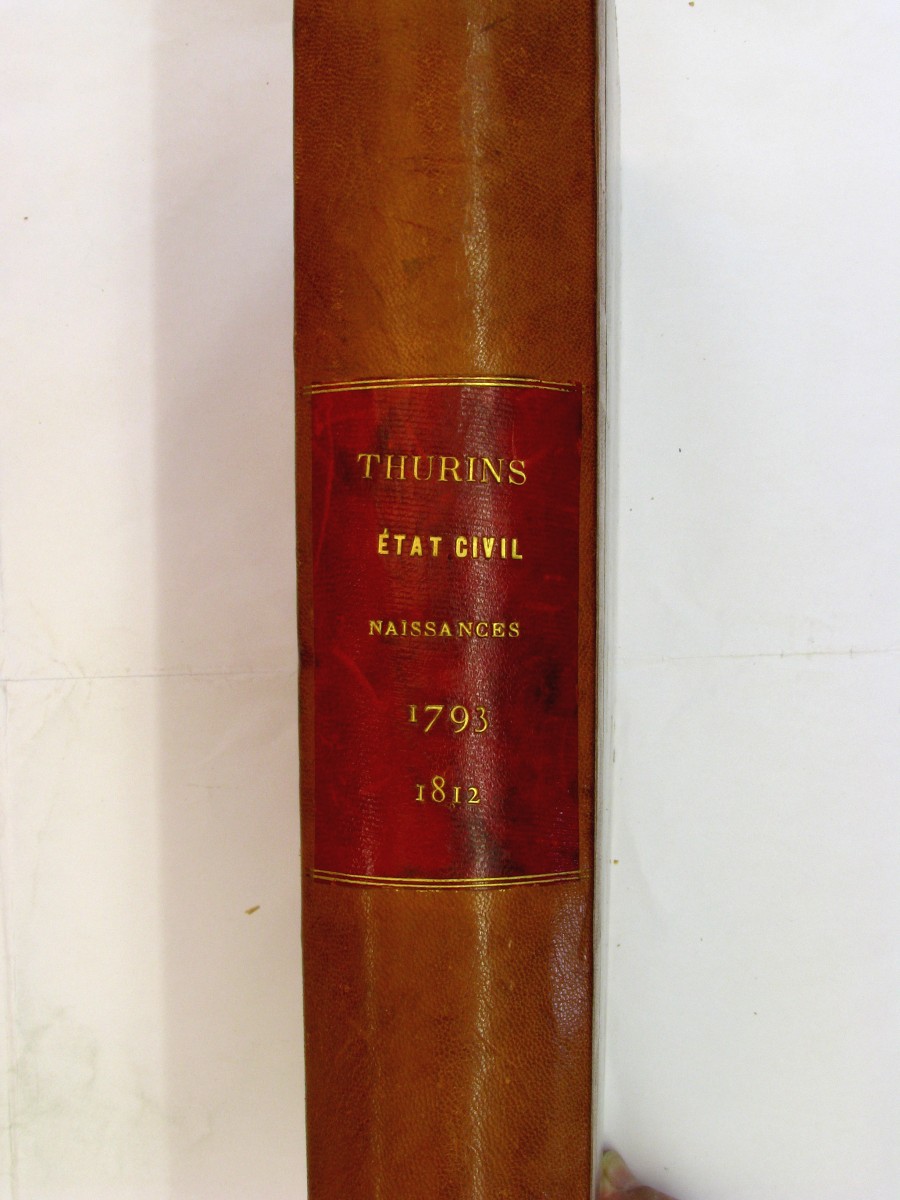 THURINS
ÉTAT CIVIL
NAISSANCES
1793
1812